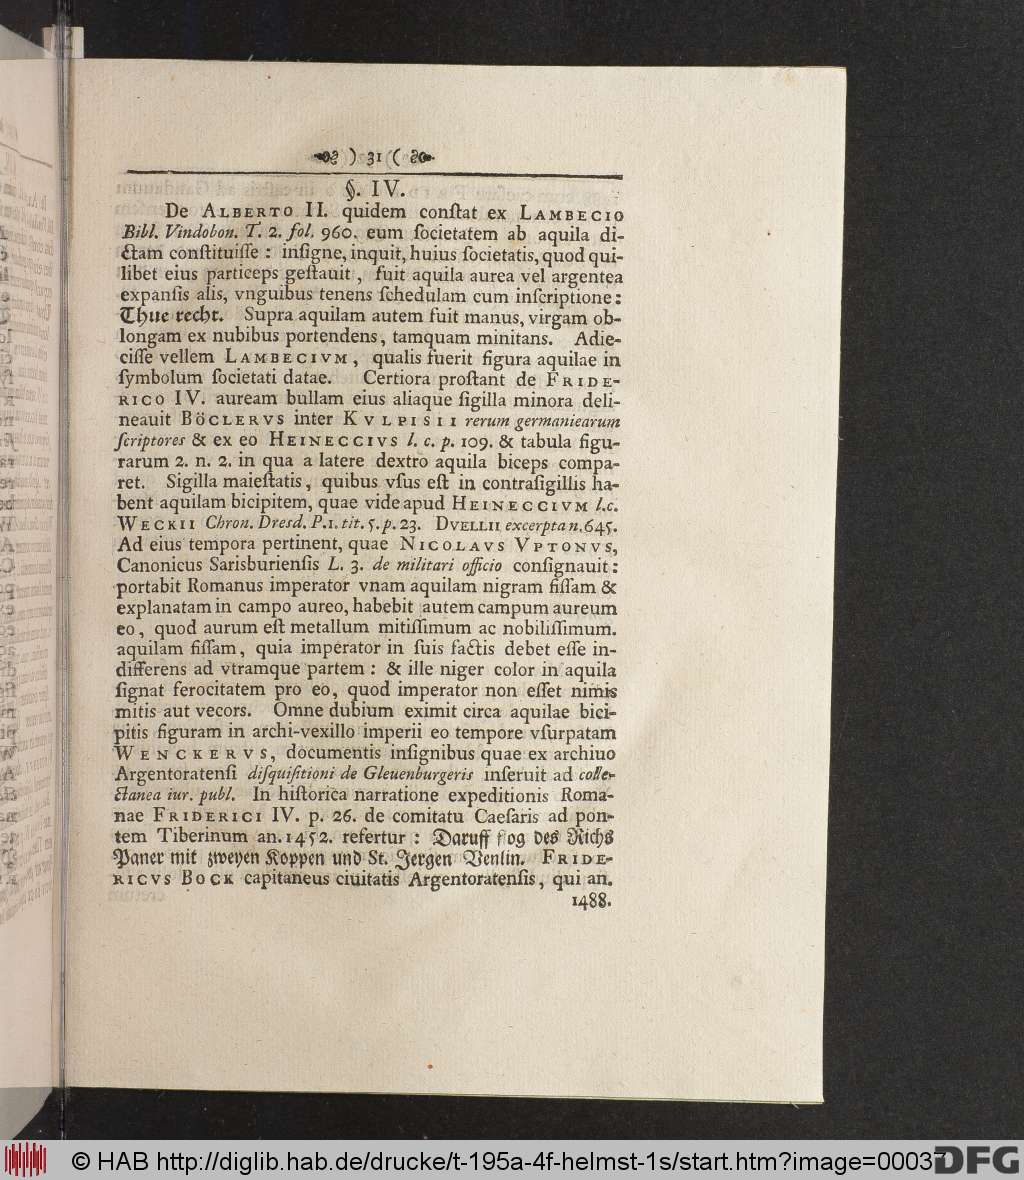 ) 31 (
§. IV.
De ALBERTO II. quidem conſtat ex LAMBECIO
Bibl. Vindobon. T. 2. fol. 960. eum ſocietatem ab aquila di-
ctam conſtituiſſe : inſigne, inquit, huius ſocietatis, quod qui-
libet eius particeps geſtauit, fuit aquila aurea vel argentea
expanſis alis, vnguibus tenens ſchedulam cum inſcriptione:
Thue recht. Supra aquilam autem fuit manus, virgam ob-
longam ex nubibus portendens, tamquam minitans. Adie-
ciſſe vellem LAMBECIVM, qualis fuerit figura aquilae in
ſymbolum ſocietati datae. Certiora proſtant de FRIDE-
RICO IV. auream bullam eius aliaque ſigilla minora deli-
neauit BÖCLERVS inter KVLPISII rerum germaniearum
ſcriptores & ex eo HEINECCIVS l. c. p. 109. & tabula figu-
rarum 2. n. 2. in qua a latere dextro aquila biceps compa-
ret. Sigilla maieſtatis, quibus vſus eſt in contraſigillis ha-
bent aquilam bicipitem, quae vide apud HEINECCIVM l.c.
WECKII Chron. Dresd. P.1. tit. 5. p. 23. DVELLII excerpta n. 645.
Ad eius tempora pertinent, quae NICOLAVS VPTONVS,
Canonicus Sarisburienſis L. 3. de militari officio conſignauit:
portabit Romanus imperator vnam aquilam nigram fiſſam &
explanatam in campo aureo, habebit autem campum aureum
eo, quod aurum eſt metallum mitiſſimum ac nobiliſſimum.
aquilam fiſſam, quia imperator in ſuis factis debet eſſe in-
differens ad vtramque partem : & ille niger color in aquila
ſignat ferocitatem pro eo, quod imperator non eſſet nimis
mitis aut vecors. Omne dubium eximit circa aquilae bici-
pitis figuram in archi-vexillo imperii eo tempore vſurpatam
WENCKERVS, documentis inſignibus quae ex archiuo
Argentoratenſi diſquiſitioni de Gleuenburgeris inſeruit ad colle-
ctanea iur. publ. In hiſtorica narratione expeditionis Roma-
nae FRIDERICI IV. p. 26. de comitatu Caeſaris ad pon-
tem Tiberinum an. 1452. refertur : Daruff zog des Richs
Paner mit zweyen Koppen und St. Jergen Venlin. FRIDE-
RICVS BOCK capitaneus ciuitatis Argentoratenſis, qui an.
1488.
© HAB http://diglib.hab.de/drucke/t-195a-4f-helmst-1s/start.htm?image=00037
DFG